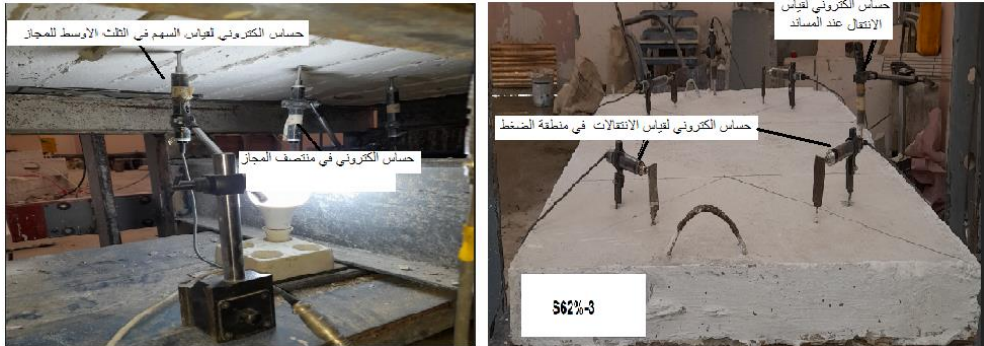 حساس الكتروني لقياس السهم في الثلث الاوسط للمجاز
حساس الكتروني في منتصف المجاز
حساس الكتروني لقياس
الانتقال عند المساند
حساس الكتروني لقياس الانتقالات في منطقة الضغط
S62%-3